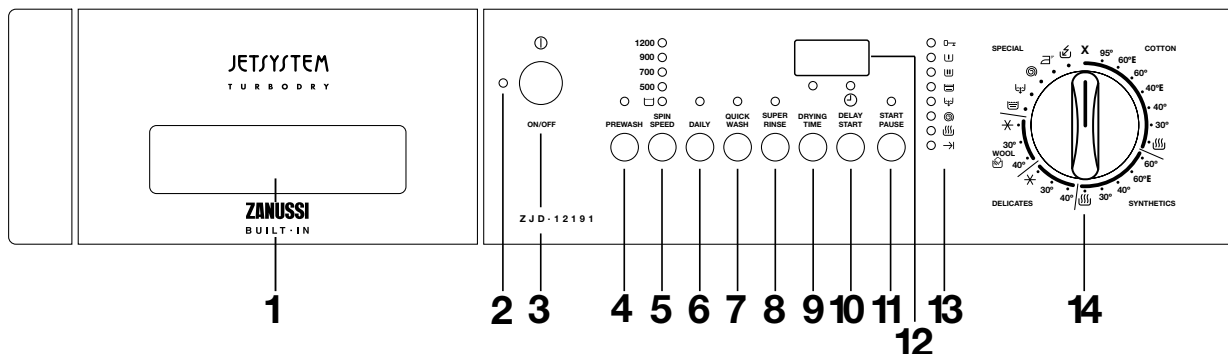 JETSYSTEM
TURBODRY
ZANUSSI
BUILT·IN
ON/OFF
ZJD·12191
1200
900
700
500
PREWASH
SPIN SPEED
DAILY
QUICK WASH
SUPER RINSE
DRYING TIME
DELAY START
START PAUSE
SPECIAL
X
COTTON
95°
60°E
60°
40°E
40°
30°
60°
60°E
40°
30°
SYNTHETICS
40°
30°
DELICATES
40°
WOOL
30°
1
2
3
4
5
6
7
8
9
10
11
12
13
14